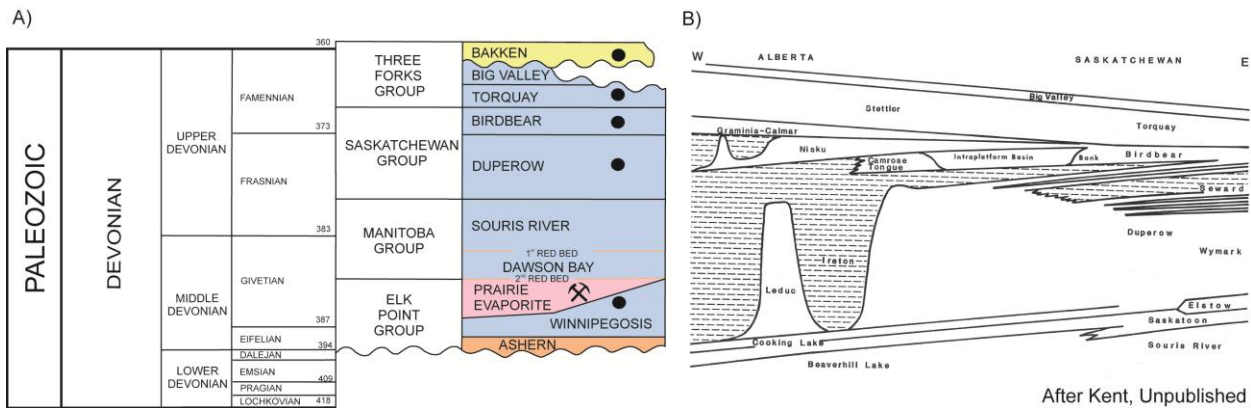 A)
PALEOZOIC
DEVONIAN
UPPER
DEVONIAN
MIDDLE
DEVONIAN
LOWER
DEVONIAN
360
FAMENNIAN
373
FRASNIAN
383
GIVETIAN
387
EIFELIAN
394
DALEJAN
EMSIAN
409
PRAGIAN
LOCHKOVIAN 418
THREE
FORKS
GROUP
SASKATCHEWAN
GROUP
MANITOBA
GROUP
ELK
POINT
GROUP
BAKKEN
BIG VALLEY
TORQUAY
BIRDBEAR
DUPEROW
SOURIS RIVER
1ST RED BED
DAWSON BAY
2nd RED BED
PRAIRIE
EVAPORITE
WINNIPEGOSIS
ASHERN
B)
W ALBERTA SASKATCHEWAN E
Big Valley
Stettler
Torquay
Graminia-Calmar
Nisku
Camrose
Tongue
Intraplatform Basin
Bank
Birdbear
Seward
Duperow
Wymark
Ireton
Leduc
Elstow
Saskatoon
Cooking Lake
Souris River
Beaverhill Lake
After Kent, Unpublished